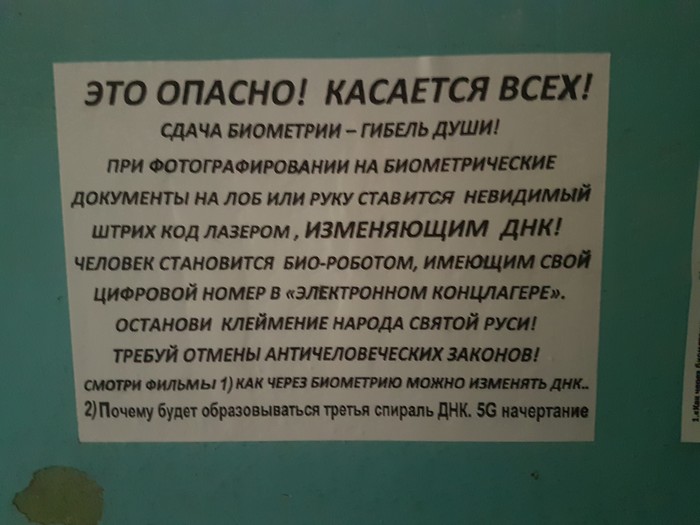 ЭТО ОПАСНО! КАСАЕТСЯ ВСЕХ!
СДАЧА БИОМЕТРИИ – ГИБЕЛЬ ДУШИ!
ПРИ ФОТОГРАФИРОВАНИИ НА БИОМЕТРИЧЕСКИЕ
ДОКУМЕНТЫ НА ЛОБ ИЛИ РУКУ СТАВИТСЯ НЕВИДИМЫЙ
ШТРИХ КОД ЛАЗЕРОМ , ИЗМЕНЯЮЩИМ ДНК!
ЧЕЛОВЕК СТАНОВИТСЯ БИО-РОБОТОМ, ИМЕЮЩИМ СВОЙ
ЦИФРОВОЙ НОМЕР В «ЭЛЕКТРОННОМ КОНЦЛАГЕРЕ».
ОСТАНОВИ КЛЕЙМЕНИЕ НАРОДА СВЯТОЙ РУСИ!
ТРЕБУЙ ОТМЕНЫ АНТИЧЕЛОВЕЧЕСКИХ ЗАКОНОВ!
СМОТРИ ФИЛЬМЫ 1) КАК ЧЕРЕЗ БИОМЕТРИЮ МОЖНО ИЗМЕНЯТЬ ДНК..
2)Почему будет образовываться третья спираль ДНК. 5G начертание